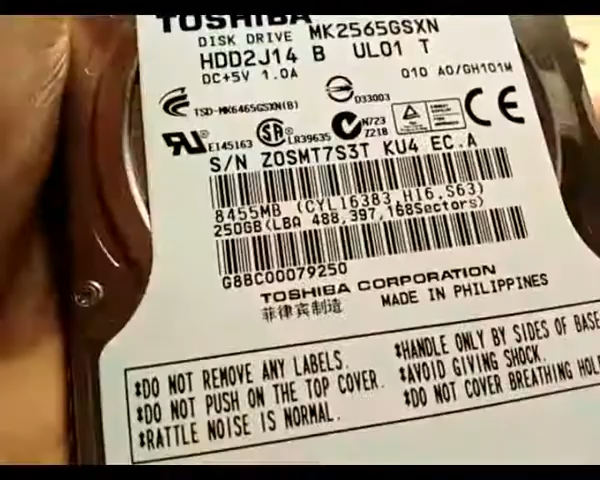 TOSHIBA
DISK DRIVE MK2565GSXN
HDD2J14 B UL01 T
DC+5V 1.0A
010 A0/GH101M
TSD-MK6465GSXN(B)
D33003
E145163
LR39635
N723
Z218
S/N Z0SMT7S3T KU4 EC.A
8455MB (CYL16383.H16.S63)
250GB(LBA 488,397,168Sectors)
G8BC00079250
TOSHIBA CORPORATION
菲律宾制造 MADE IN PHILIPPINES
*DO NOT REMOVE ANY LABELS.
*DO NOT PUSH ON THE TOP COVER.
*RATTLE NOISE IS NORMAL.
*HANDLE ONLY BY SIDES OF BASE
*AVOID GIVING SHOCK.
*DO NOT COVER BREATHING HOL